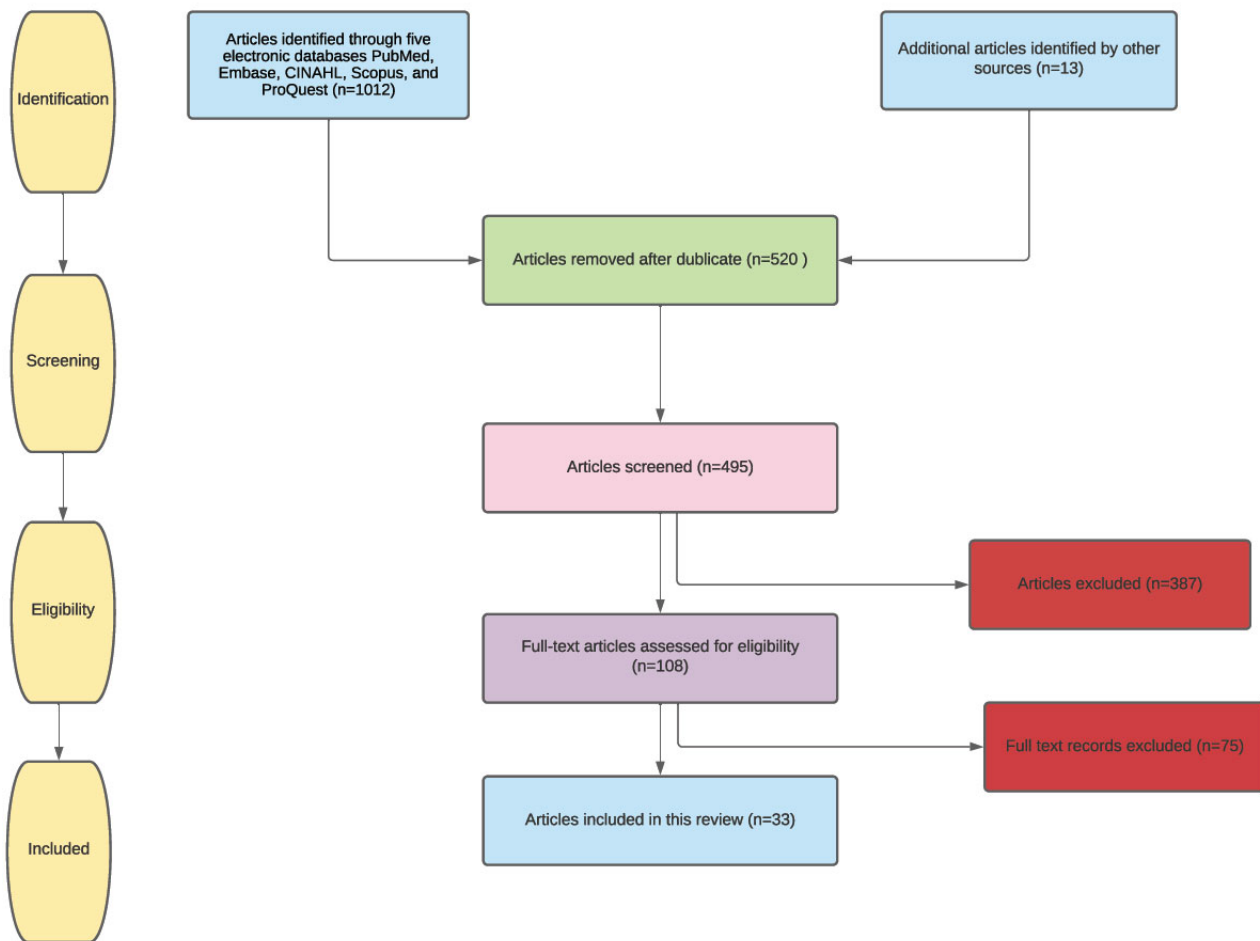 Identification
Articles identified through five
electronic databases PubMed,
Embase, CINAHL, Scopus, and
ProQuest (n=1012)
Additional articles identified by other
sources (n=13)
Articles removed after dublicate (n=520 )
Screening
Articles screened (n=495)
Articles excluded (n=387)
Eligibility
Full-text articles assessed for eligibility
(n=108)
Full text records excluded (n=75)
Included
Articles included in this review (n=33)